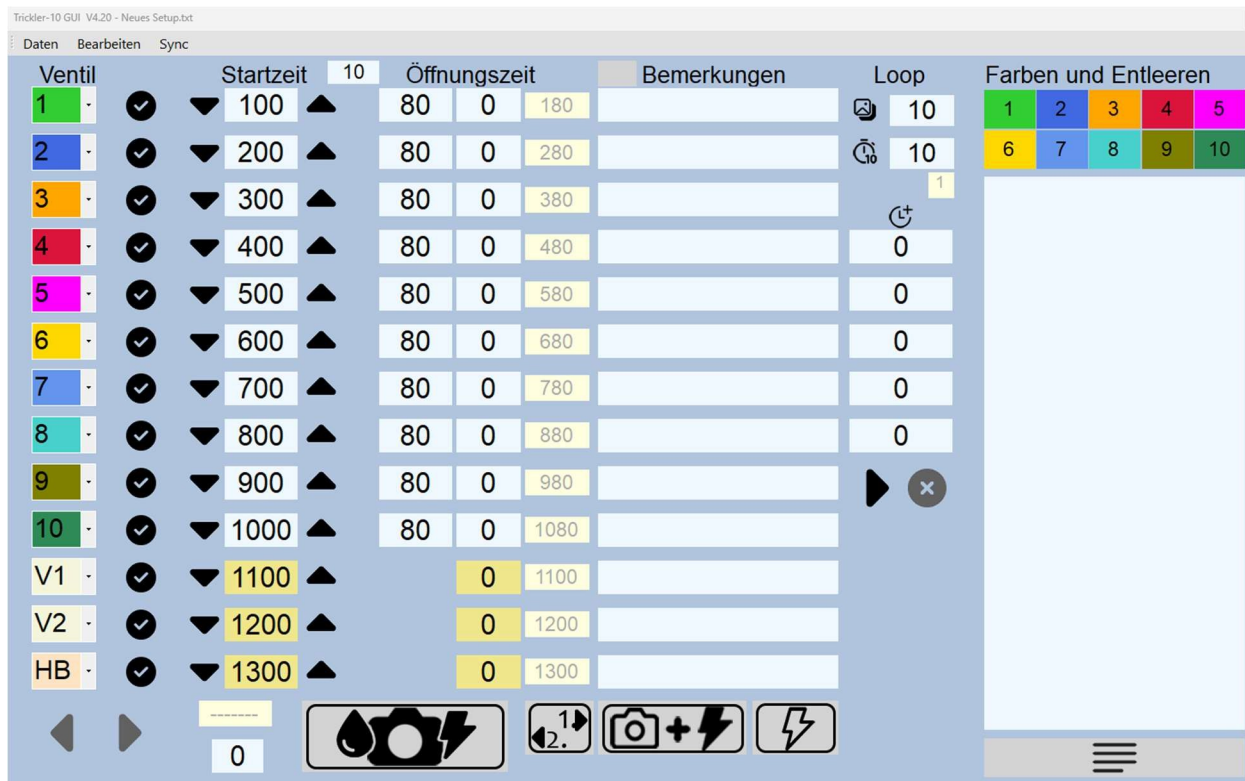 Trickler-10 GUI V4.20 - Neues Setup.txt
Daten Bearbeiten Sync
Ventil Startzeit 10 Öffnungszeit Bemerkungen Loop Farben und Entleeren
1 100 80 0 180 10 1 2 3 4 5
2 200 80 0 280 10 10 6 7 8 9 10
1
3 300 80 0 380
4 400 80 0 480 0
5 500 80 0 580 0
6 600 80 0 680 0
7 700 80 0 780 0
8 800 80 0 880 0
9 900 80 0 980
10 1000 80 0 1080
V1 1100 0 1100
V2 1200 0 1200
HB 1300 0 1300
-------
1
2.
0